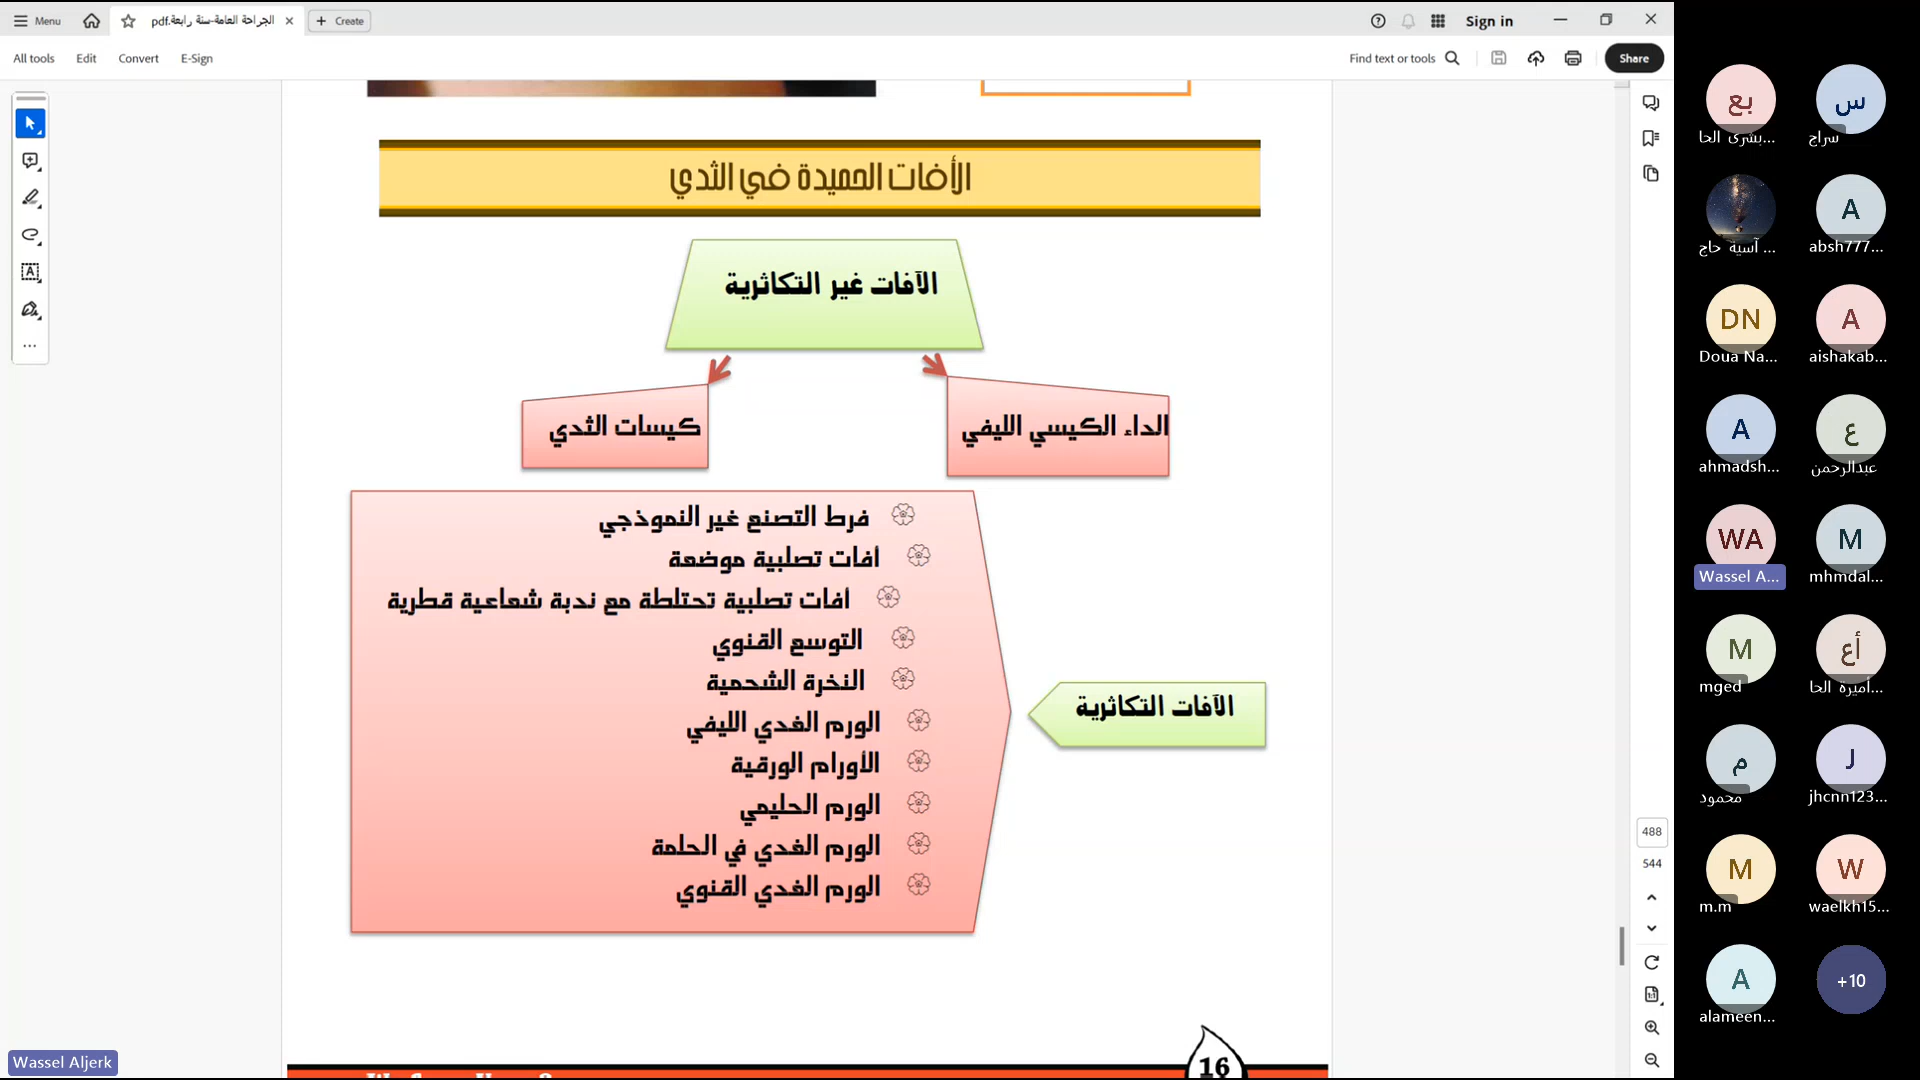 Menu
الجراحة العامة-سنة رابعة.pdf
Create
Sign in
All tools
Edit
Convert
E-Sign
Find text or tools
Share
الأفات الحميدة في الثدي
الآفات غير التكاثرية
الداء الكيسي الليفي
كيسات الثدي
فرط التصنع غير النموذجي
أفات تصلبية موضعة
أفات تصلبية تحتلطة مع ندبة شعاعية قطرية
التوسع القنوي
النخرة الشحمية
الورم الغدي الليفي
الأورام الورقية
الورم الحليمي
الورم الغدي في الحلمة
الورم الغدي القنوي
الآفات التكاثرية
16
488
544
Wassel Aljerk
بع
بشرى الحا...
س
سراج
آسية حاج ...
A
absh777...
DN
Doua Na...
A
aishakab...
A
ahmadsh...
ع
عبدالرحمن
WA
Wassel A...
M
mhmdal...
M
mged
أع
أميرة الحا...
م
محمود
J
jhcnn123...
M
m.m
W
waelkh15...
A
alameen...
+10